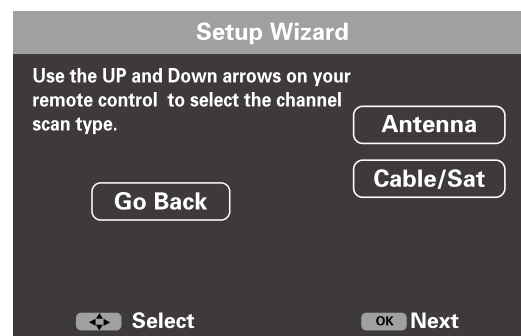 Setup Wizard
Use the UP and Down arrows on your
remote control to select the channel
scan type.
Antenna
Cable/Sat
Go Back
Select
OK Next